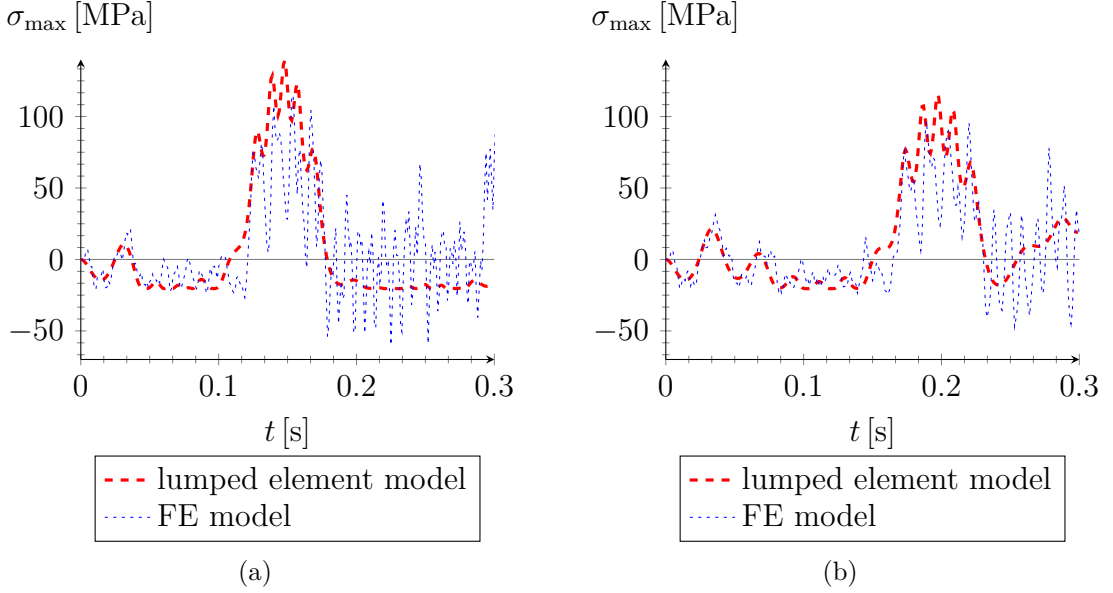 σmax [MPa]
100
50
0
−50
0
0.1
0.2
0.3
t [s]
lumped element model
FE model
(a)
σmax [MPa]
100
50
0
−50
0
0.1
0.2
0.3
t [s]
lumped element model
FE model
(b)